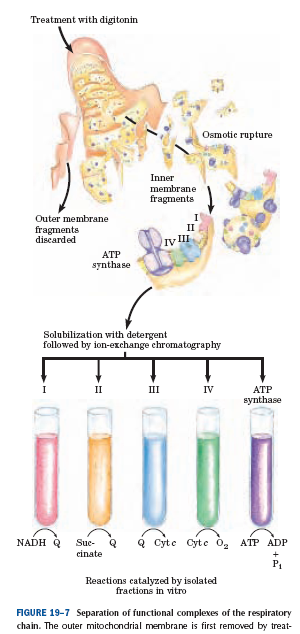 Treatment with digitonin
Osmotic rupture
Inner
membrane
fragments
Outer membrane
fragments
discarded
I
II
III
IV
ATP
synthase
Solubilization with detergent
followed by ion-exchange chromatography
I II III IV ATP
synthase
NADH Q Suc- Q Q Cyt c Cyt c O2 ATP ADP
cinate +
Pi
Reactions catalyzed by isolated
fractions in vitro
FIGURE 19–7 Separation of functional complexes of the respiratory
chain. The outer mitochondrial membrane is first removed by treat-